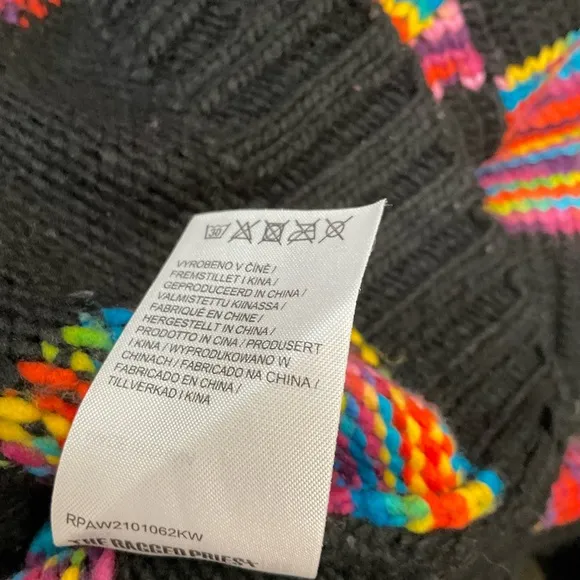 30
VYROBENO V ČÍNĚ /
FREMSTILLET I KINA /
GEPRODUCEERD IN CHINA /
VALMISTETTU KIINASSA /
FABRIQUÉ EN CHINE /
HERGESTELLT IN CHINA /
PRODOTTO IN CINA / PRODUSERT
I KINA / WYPRODUKOWANO W
CHINACH / FABRICADO NA CHINA /
FABRICADO EN CHINA /
TILLVERKAD I KINA
RPAW2101062KW
THE RAGGED PRIEST